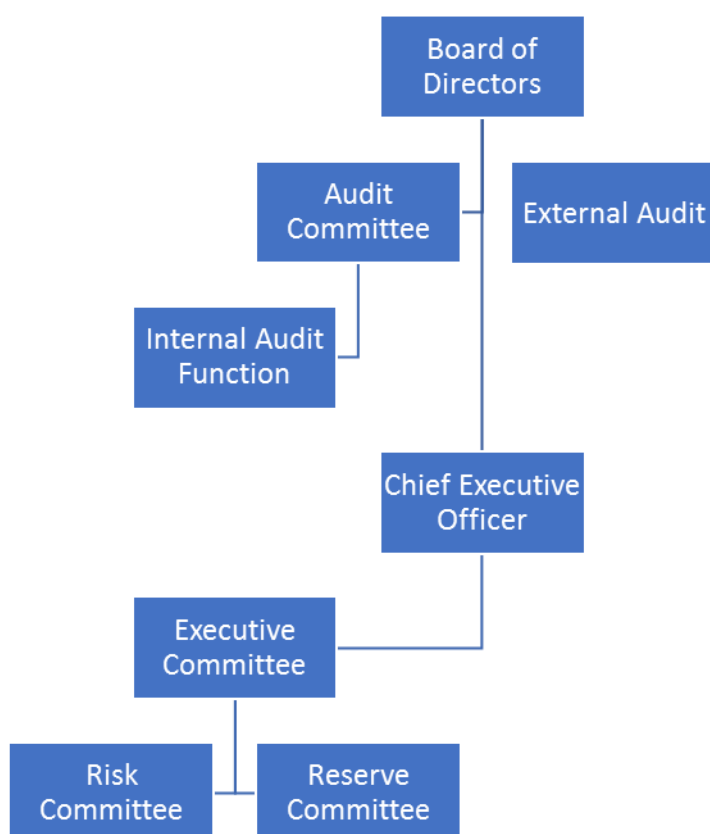 Board of
Directors
Audit
Committee
External Audit
Internal Audit
Function
Chief Executive
Officer
Executive
Committee
Risk
Committee
Reserve
Committee